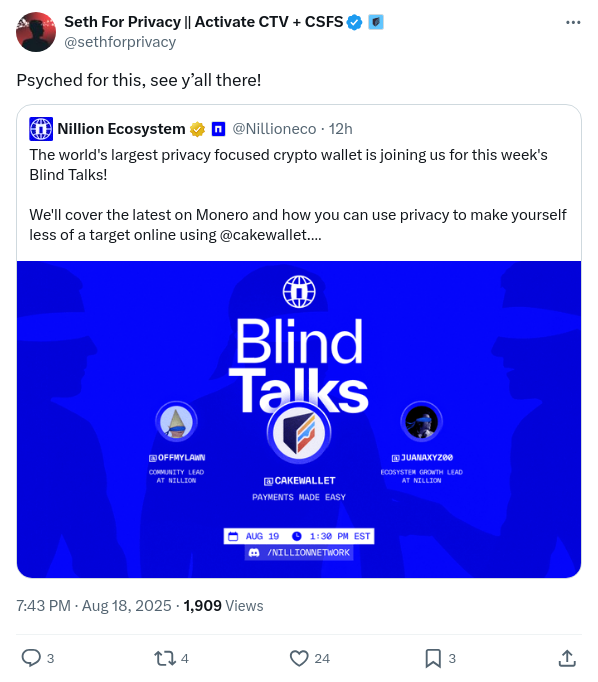 Seth For Privacy || Activate CTV + CSFS
@sethforprivacy
Psyched for this, see y’all there!
Nillion Ecosystem @Nillioneco · 12h
The world's largest privacy focused crypto wallet is joining us for this week's
Blind Talks!
We'll cover the latest on Monero and how you can use privacy to make yourself
less of a target online using @cakewallet....
Blind
Talks
@OFFMYLAWN
COMMUNITY LEAD
AT NILLION
@CAKEWALLET
PAYMENTS MADE EASY
@JUANAXYZ00
ECOSYSTEM GROWTH LEAD
AT NILLION
AUG 19 1:30 PM EST
/NILLIONNETWORK
7:43 PM · Aug 18, 2025 · 1,909 Views
3 4 24 3